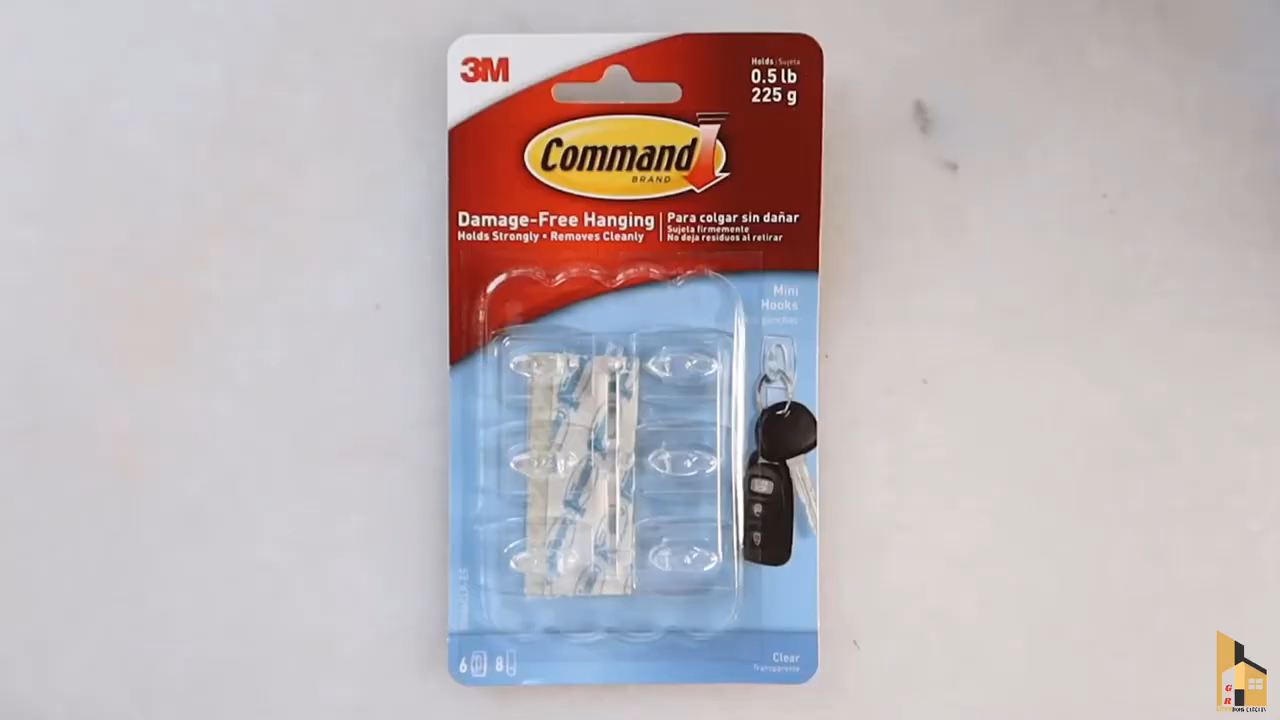 3M
Holds | Sujeta
0.5 lb
225 g
Command
BRAND
Damage-Free Hanging
Holds Strongly • Removes Cleanly
Para colgar sin dañar
Sujeta firmemente
No deja residuos al retirar
Mini
Hooks
6 8
Clear
Transparente
G
R